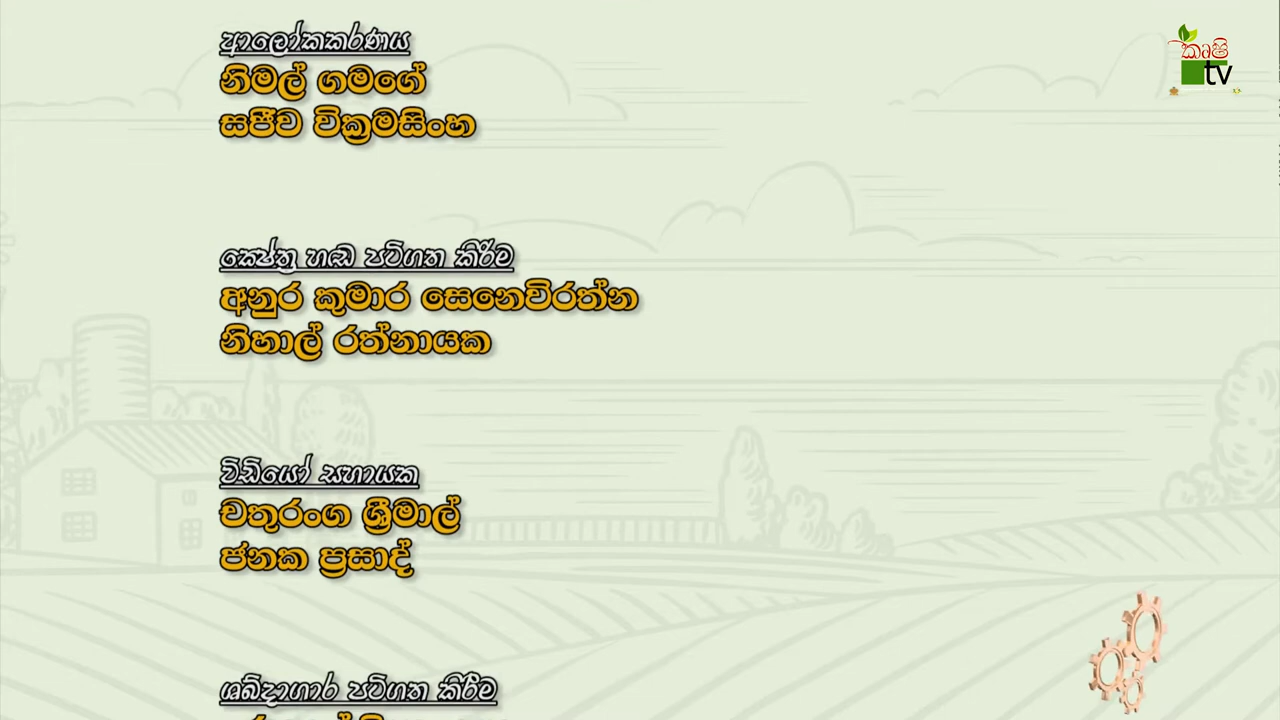 ආලෝකකරණය
නිමල් ගමගේ
සජීව වික්‍රමසිංහ
ක්ෂේත්‍ර හඬ පටිගත කිරීම
අනුර කුමාර සෙනෙවිරත්න
නිහාල් රත්නායක
වීඩියෝ සහායක
චතුරංග ශ්‍රීමාල්
ජනක ප්‍රසාද්
ශබ්දාගාර පටිගත කිරීම
කෘෂි
tv